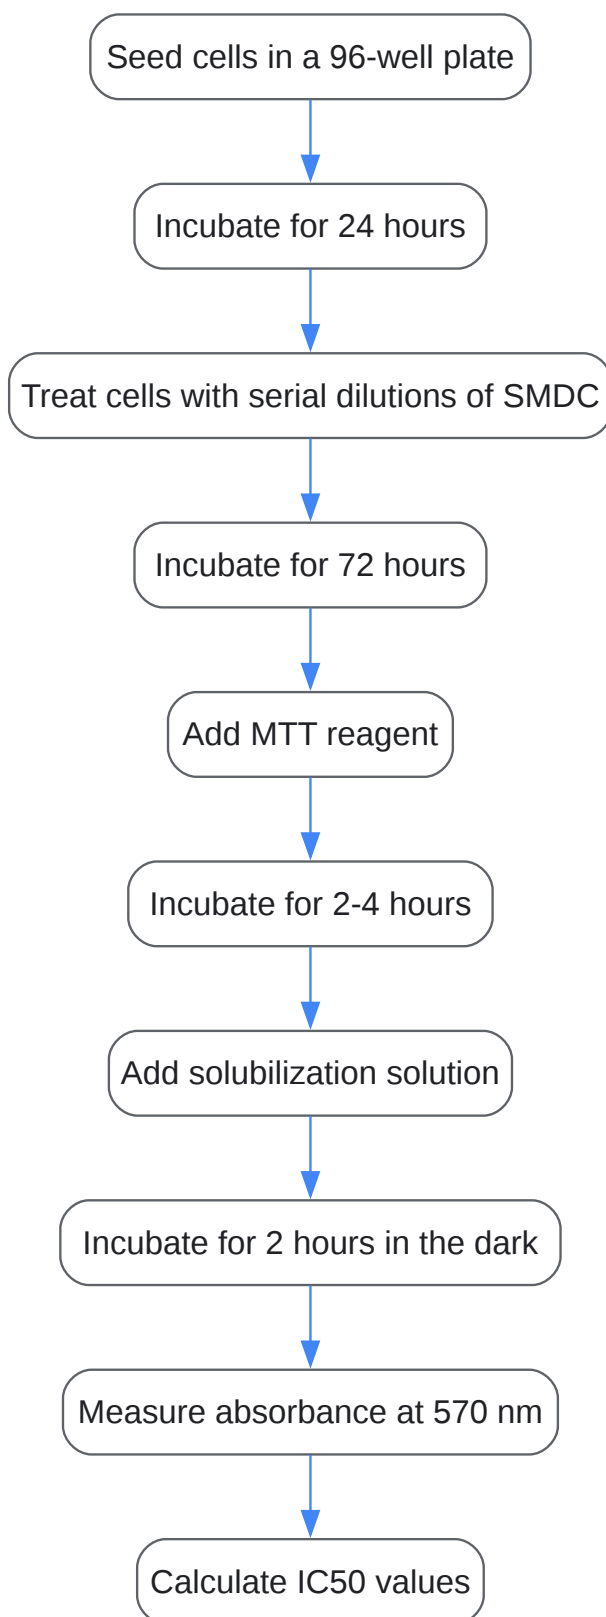 Seed cells in a 96-well plate
Incubate for 24 hours
Treat cells with serial dilutions of SMDC
Incubate for 72 hours
Add MTT reagent
Incubate for 2-4 hours
Add solubilization solution
Incubate for 2 hours in the dark
Measure absorbance at 570 nm
Calculate IC50 values